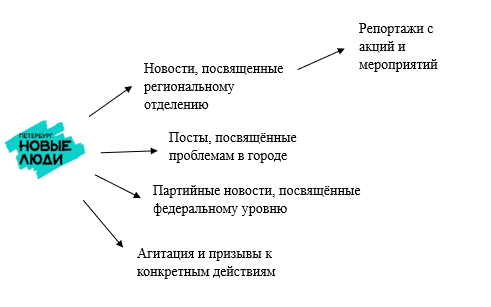 Репортажи с
акций и
мероприятий
Новости, посвященные
региональному
отделению
ПЕТЕРБУРГ
НОВЫЕ
ЛЮДИ
Посты, посвящённые
проблемам в городе
Партийные новости, посвящённые
федеральному уровню
Агитация и призывы к
конкретным действиям